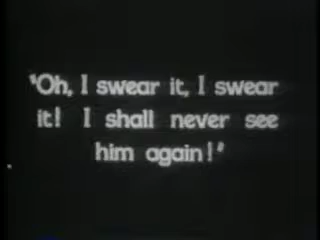 "Oh, I swear it, I swear
it! I shall never see
him again!"